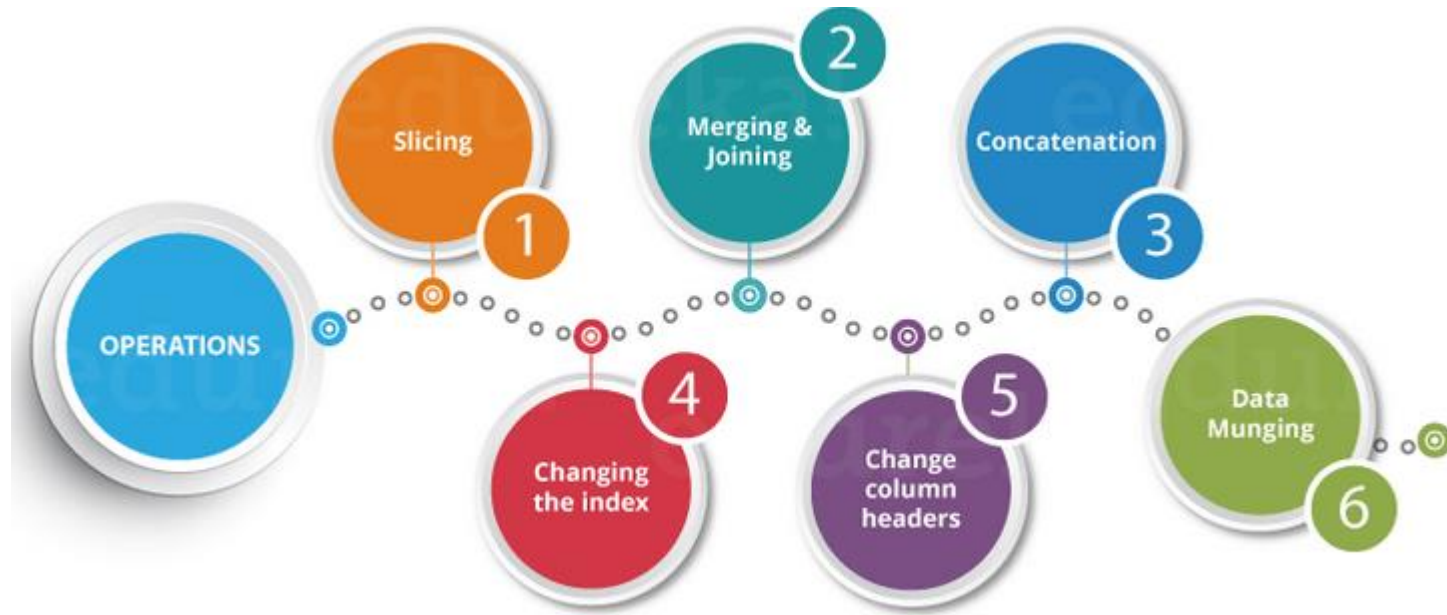 OPERATIONS
Slicing
1
2
Merging &
Joining
Concatenation
3
4
Changing
the index
5
Change
column
headers
Data
Munging
6